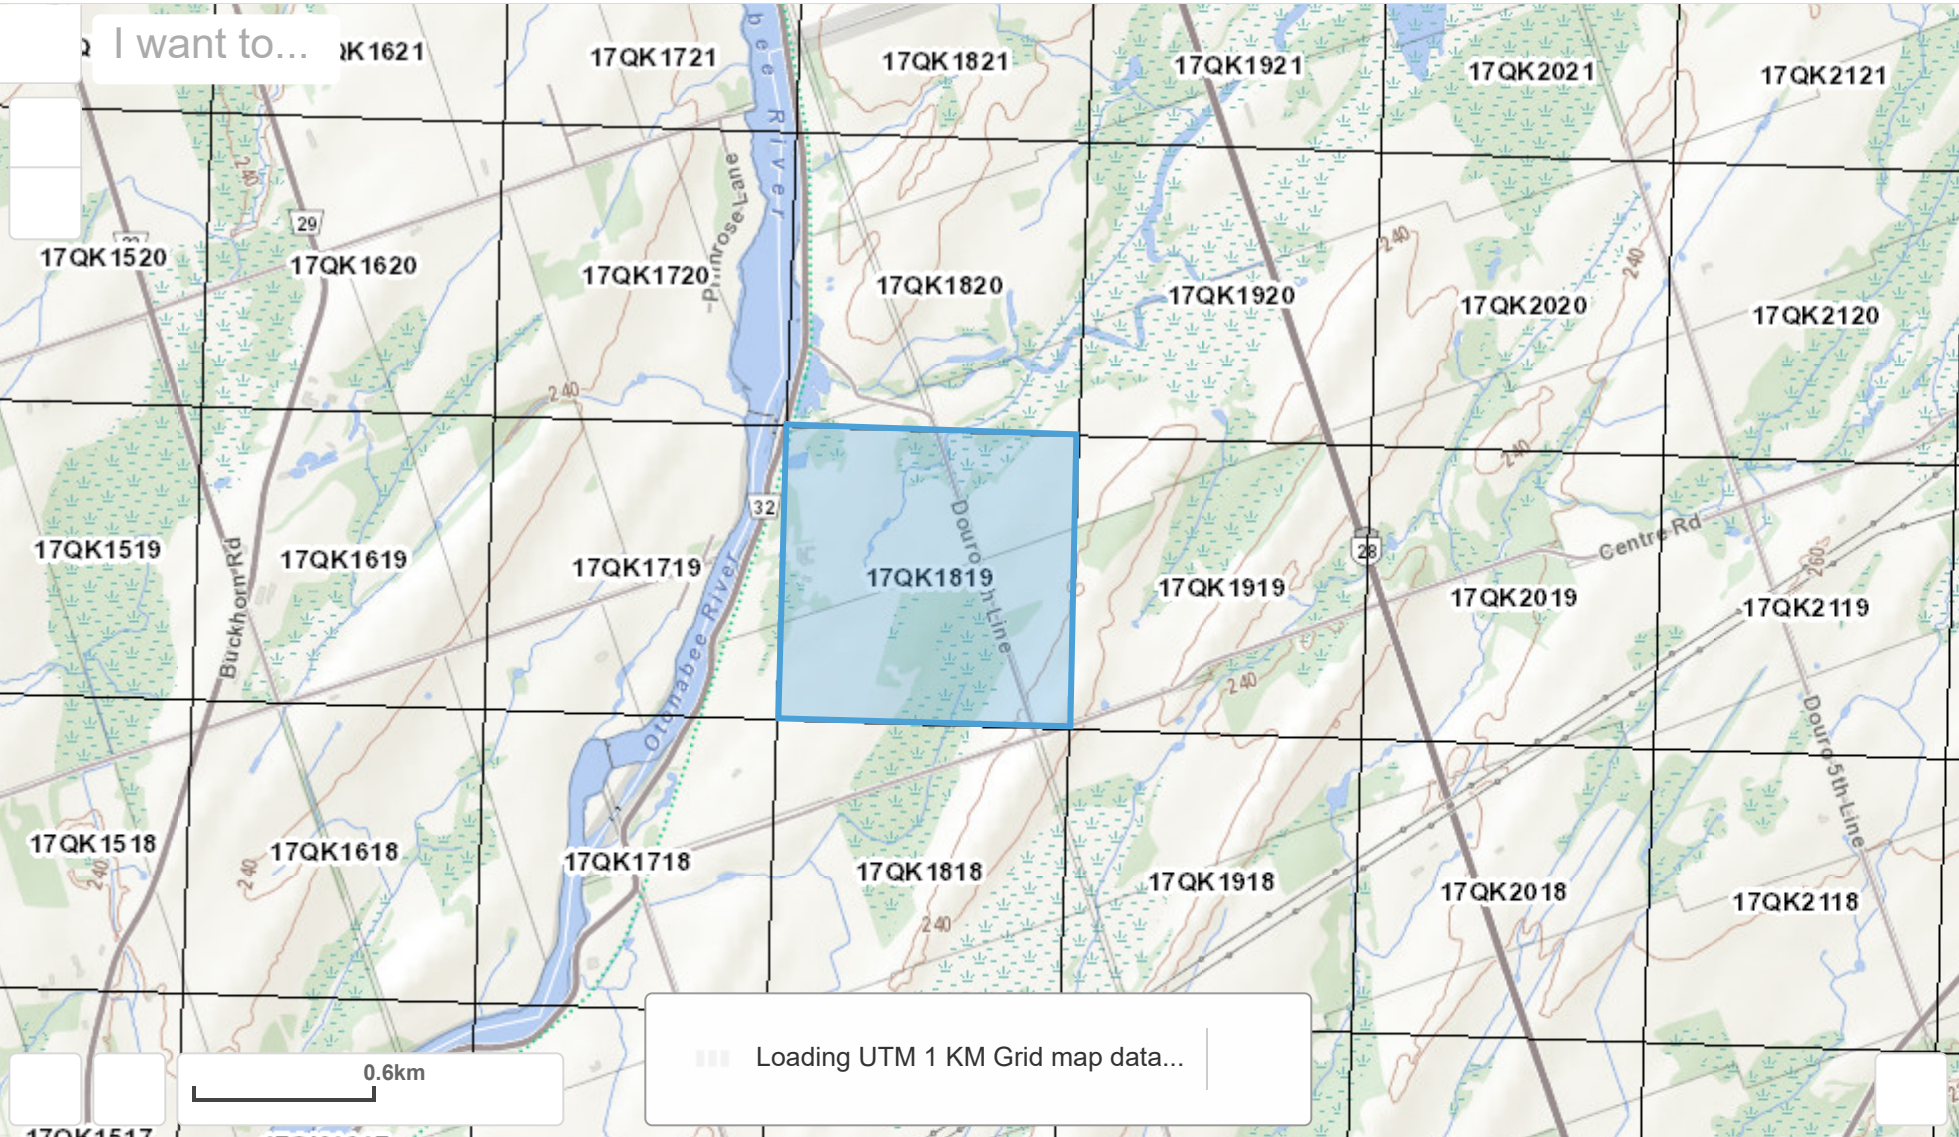 I want to...
QK1621
17QK1721
bee River
17QK1821
17QK1921
17QK2021
17QK2121
240
29
Primrose Lane
17QK1520
17QK1620
17QK1720
17QK1820
17QK1920
240
240
17QK2020
17QK2120
240
240
32
Douro
17QK1519
Buckhorn Rd
17QK1619
17QK1719
17QK1819
h Line
17QK1919
28
Centre Rd
17QK2019
260
17QK2119
Otonabee River
240
Douro 5th Line
17QK1518
240
17QK1618
240
17QK1718
17QK1818
240
17QK1918
17QK2018
17QK2118
Loading UTM 1 KM Grid map data...
0.6km
17QK1517